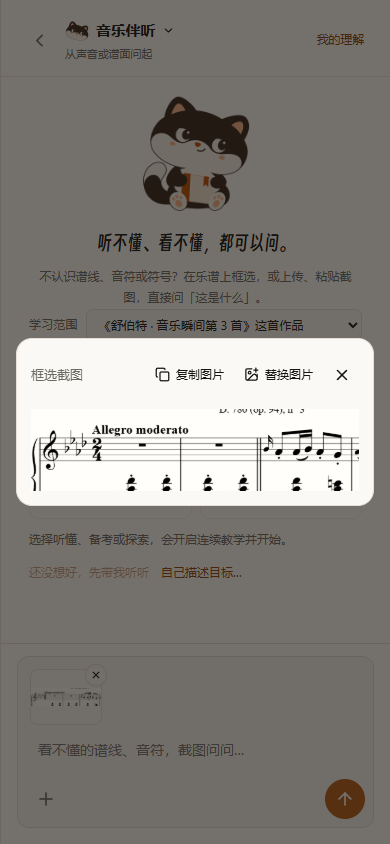 音乐伴听
从声音或谱面问起
我的理解
听不懂、看不懂，都可以问。
不认识谱线、音符或符号？在乐谱上框选，或上传、粘贴截
图，直接问「这是什么」。
学习范围
《舒伯特 · 音乐瞬间第 3 首》这首作品
框选截图
复制图片
替换图片
D. 780 (op. 94), n° 3
Allegro moderato
2
4
选择听懂、备考或探索，会开启连续教学并开始。
还没想好，先带我听听
自己描述目标...
看不懂的谱线、音符，截图问问...